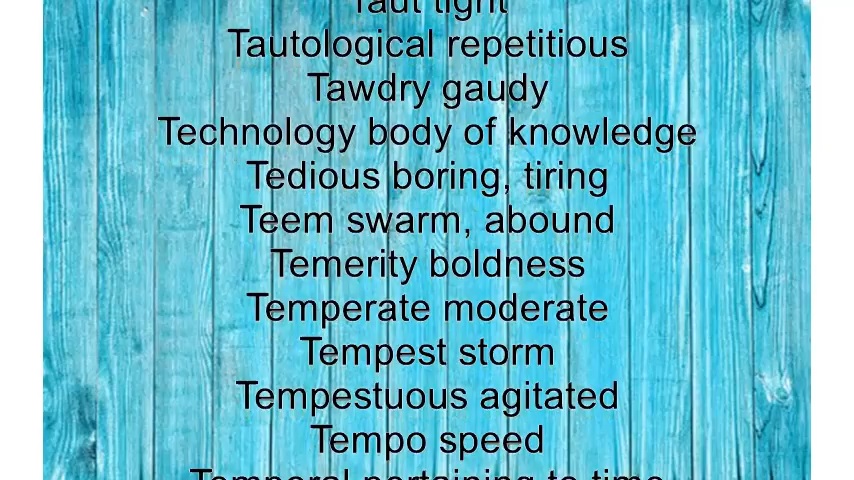 Taut tight
Tautological repetitious
Tawdry gaudy
Technology body of knowledge
Tedious boring, tiring
Teem swarm, abound
Temerity boldness
Temperate moderate
Tempest storm
Tempestuous agitated
Tempo speed
Temporal pertaining to time